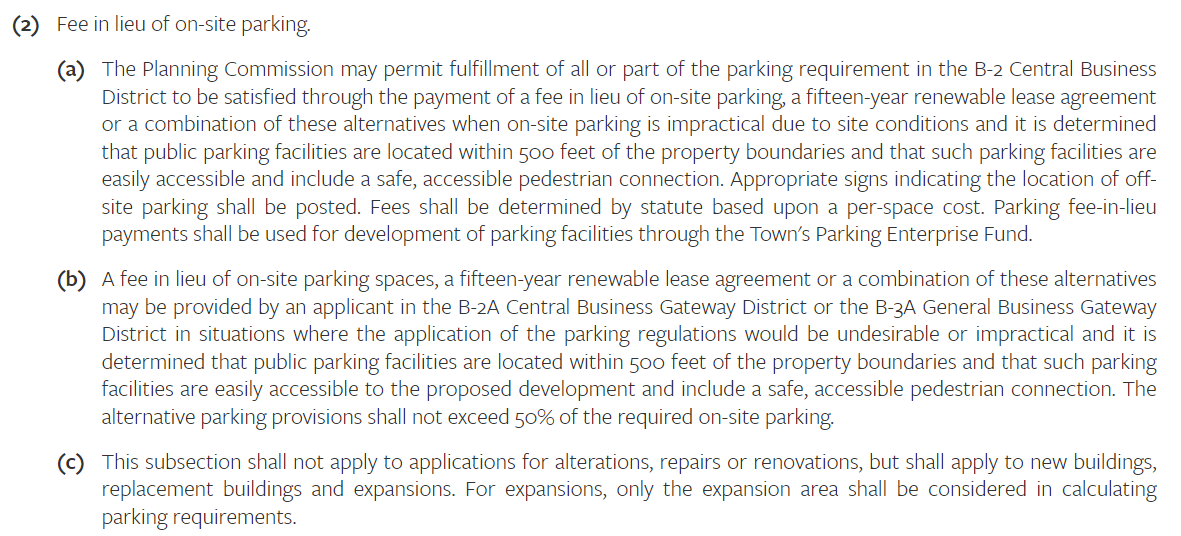 (2) Fee in lieu of on-site parking.
(a) The Planning Commission may permit fulfillment of all or part of the parking requirement in the B-2 Central Business
District to be satisfied through the payment of a fee in lieu of on-site parking, a fifteen-year renewable lease agreement
or a combination of these alternatives when on-site parking is impractical due to site conditions and it is determined
that public parking facilities are located within 500 feet of the property boundaries and that such parking facilities are
easily accessible and include a safe, accessible pedestrian connection. Appropriate signs indicating the location of off-
site parking shall be posted. Fees shall be determined by statute based upon a per-space cost. Parking fee-in-lieu
payments shall be used for development of parking facilities through the Town's Parking Enterprise Fund.
(b) A fee in lieu of on-site parking spaces, a fifteen-year renewable lease agreement or a combination of these alternatives
may be provided by an applicant in the B-2A Central Business Gateway District or the B-3A General Business Gateway
District in situations where the application of the parking regulations would be undesirable or impractical and it is
determined that public parking facilities are located within 500 feet of the property boundaries and that such parking
facilities are easily accessible to the proposed development and include a safe, accessible pedestrian connection. The
alternative parking provisions shall not exceed 50% of the required on-site parking.
(c) This subsection shall not apply to applications for alterations, repairs or renovations, but shall apply to new buildings,
replacement buildings and expansions. For expansions, only the expansion area shall be considered in calculating
parking requirements.